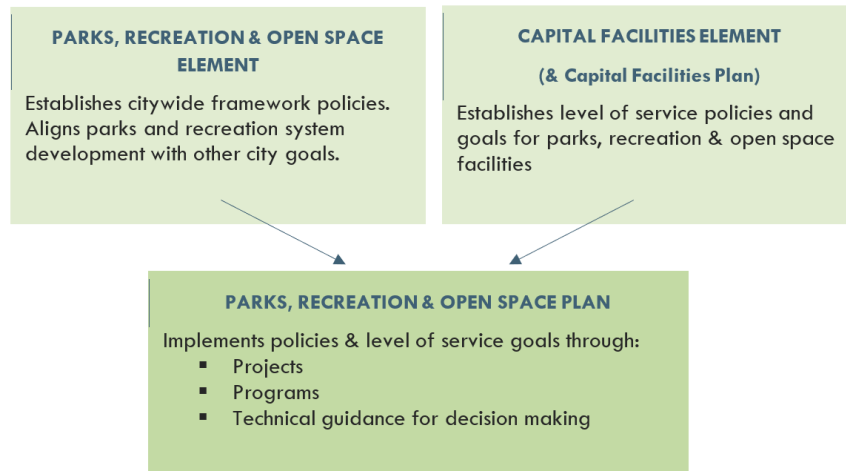 PARKS, RECREATION & OPEN SPACE
ELEMENT
Establishes citywide framework policies.
Aligns parks and recreation system
development with other city goals.
CAPITAL FACILITIES ELEMENT
(& Capital Facilities Plan)
Establishes level of service policies and
goals for parks, recreation & open space
facilities
PARKS, RECREATION & OPEN SPACE PLAN
Implements policies & level of service goals through:
▪ Projects
▪ Programs
▪ Technical guidance for decision making